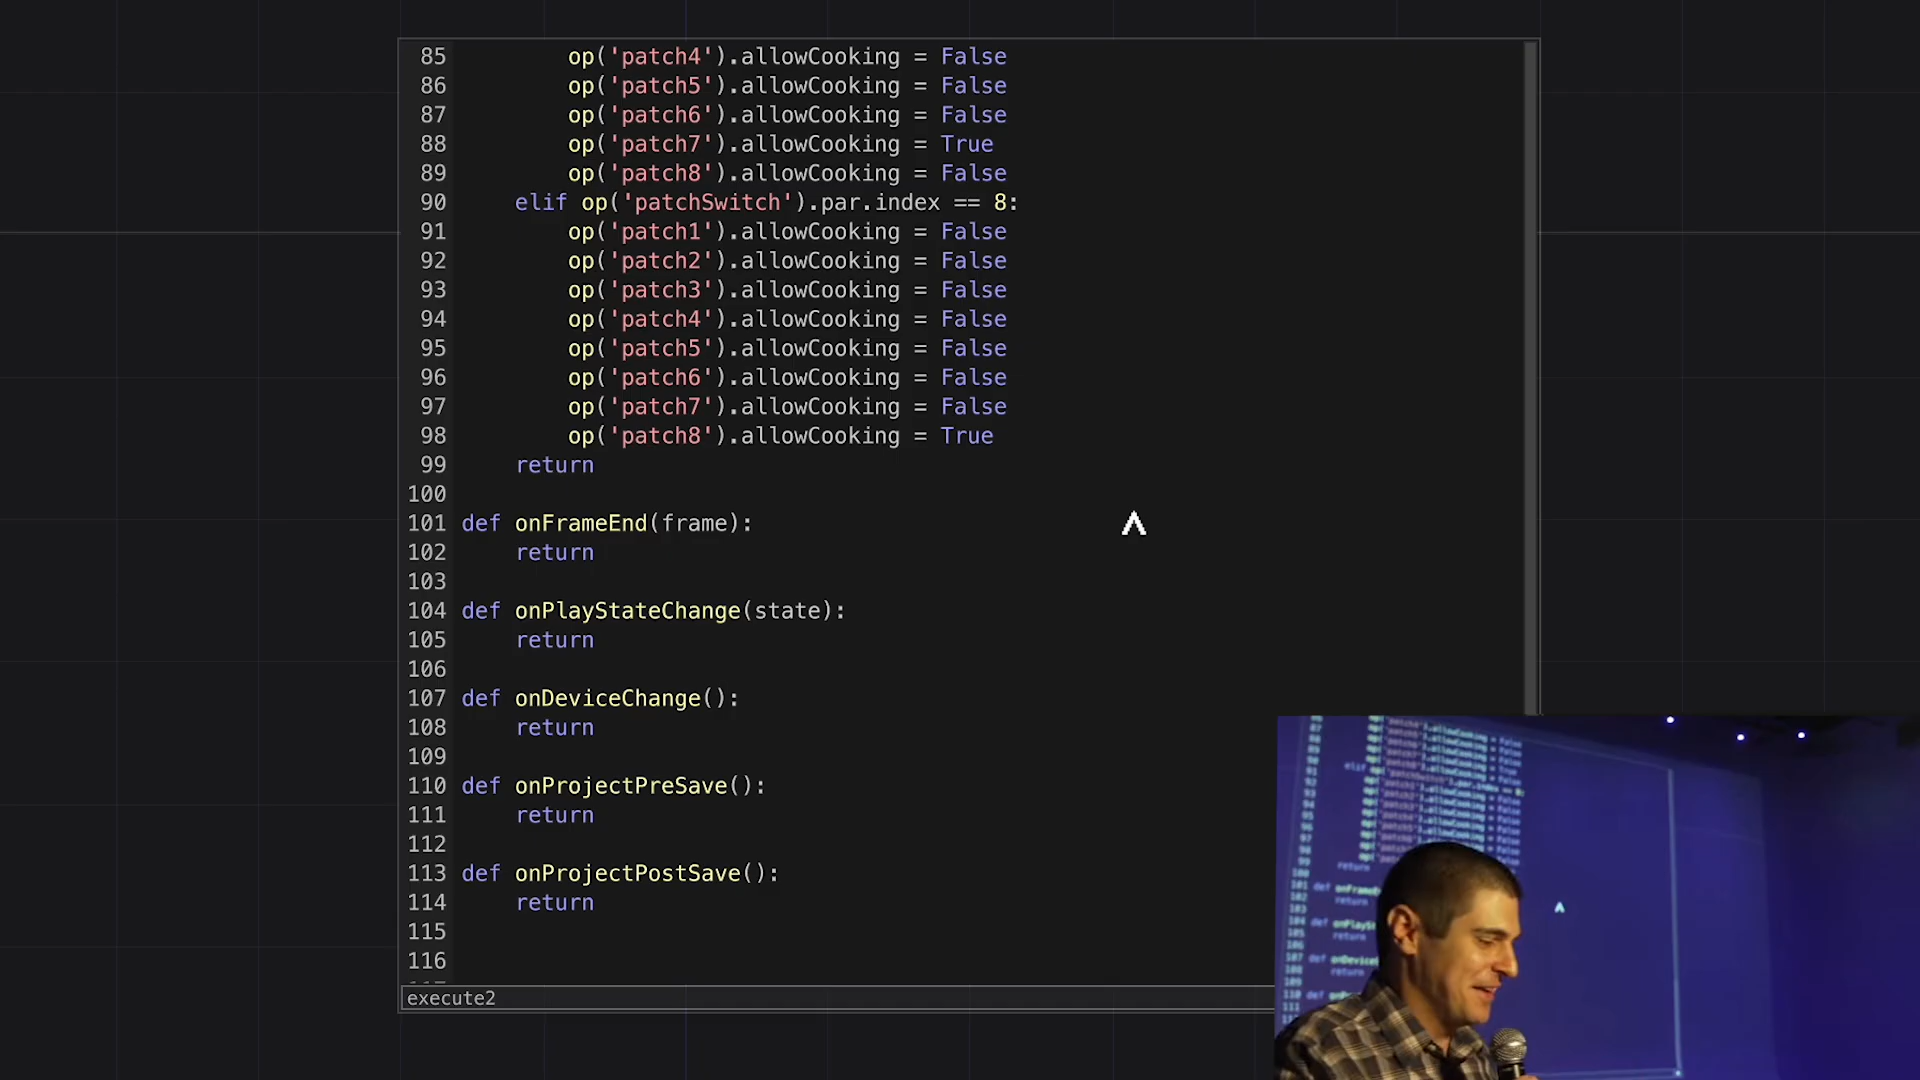 85 op('patch4').allowCooking = False
86 op('patch5').allowCooking = False
87 op('patch6').allowCooking = False
88 op('patch7').allowCooking = True
89 op('patch8').allowCooking = False
90 elif op('patchSwitch').par.index == 8:
91 op('patch1').allowCooking = False
92 op('patch2').allowCooking = False
93 op('patch3').allowCooking = False
94 op('patch4').allowCooking = False
95 op('patch5').allowCooking = False
96 op('patch6').allowCooking = False
97 op('patch7').allowCooking = False
98 op('patch8').allowCooking = True
99 return
100
101 def onFrameEnd(frame):
102 return
103
104 def onPlayStateChange(state):
105 return
106
107 def onDeviceChange():
108 return
109
110 def onProjectPreSave():
111 return
112
113 def onProjectPostSave():
114 return
115
116
execute2